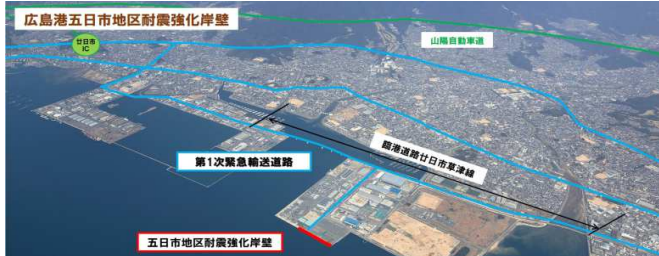 広島港五日市地区耐震強化岸壁
廿日市
IC
山陽自動車道
臨港道路廿日市草津線
第1次緊急輸送道路
五日市地区耐震強化岸壁